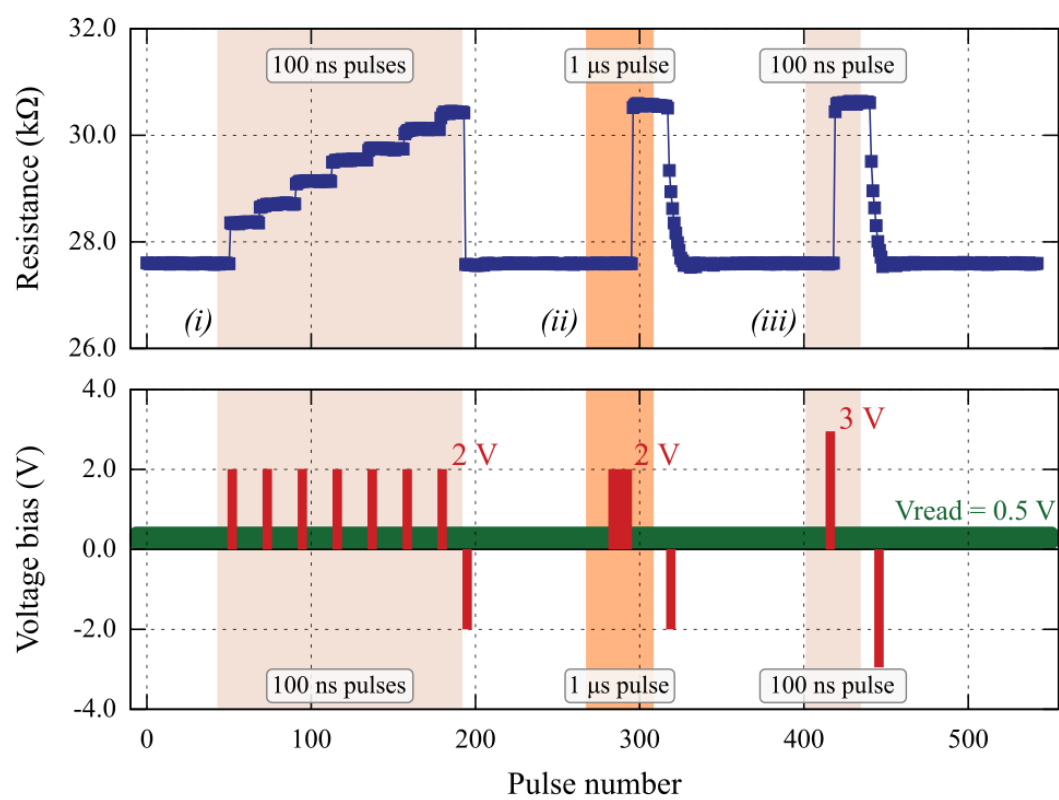 32.0
30.0
28.0
26.0
Resistance (kΩ)
100 ns pulses
1 μs pulse
100 ns pulse
(i)
(ii)
(iii)
4.0
2.0
0.0
-2.0
-4.0
Voltage bias (V)
2 V
2 V
3 V
Vread = 0.5 V
100 ns pulses
1 μs pulse
100 ns pulse
0
100
200
300
400
500
Pulse number